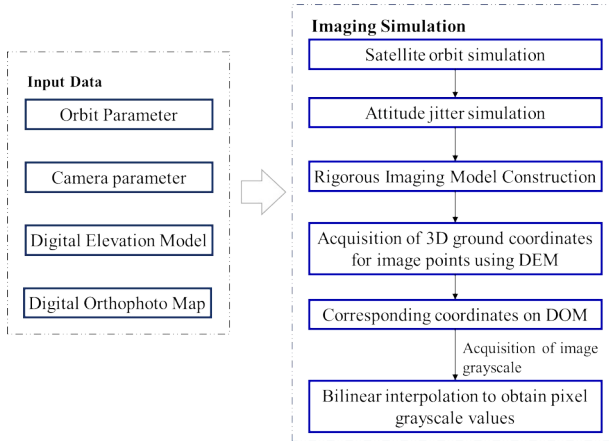 Input Data
Orbit Parameter
Camera parameter
Digital Elevation Model
Digital Orthophoto Map
Imaging Simulation
Satellite orbit simulation
Attitude jitter simulation
Rigorous Imaging Model Construction
Acquisition of 3D ground coordinates
for image points using DEM
Corresponding coordinates on DOM
Acquisition of image
grayscale
Bilinear interpolation to obtain pixel
grayscale values